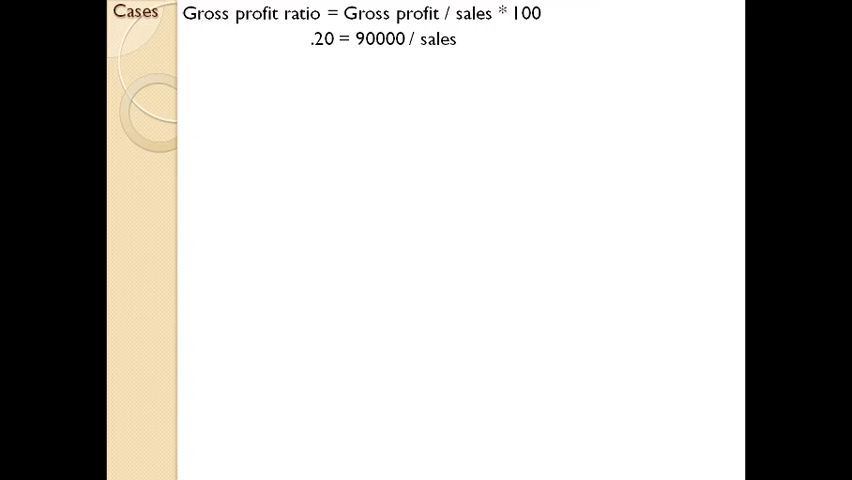 Cases
Gross profit ratio = Gross profit / sales * 100
.20 = 90000 / sales